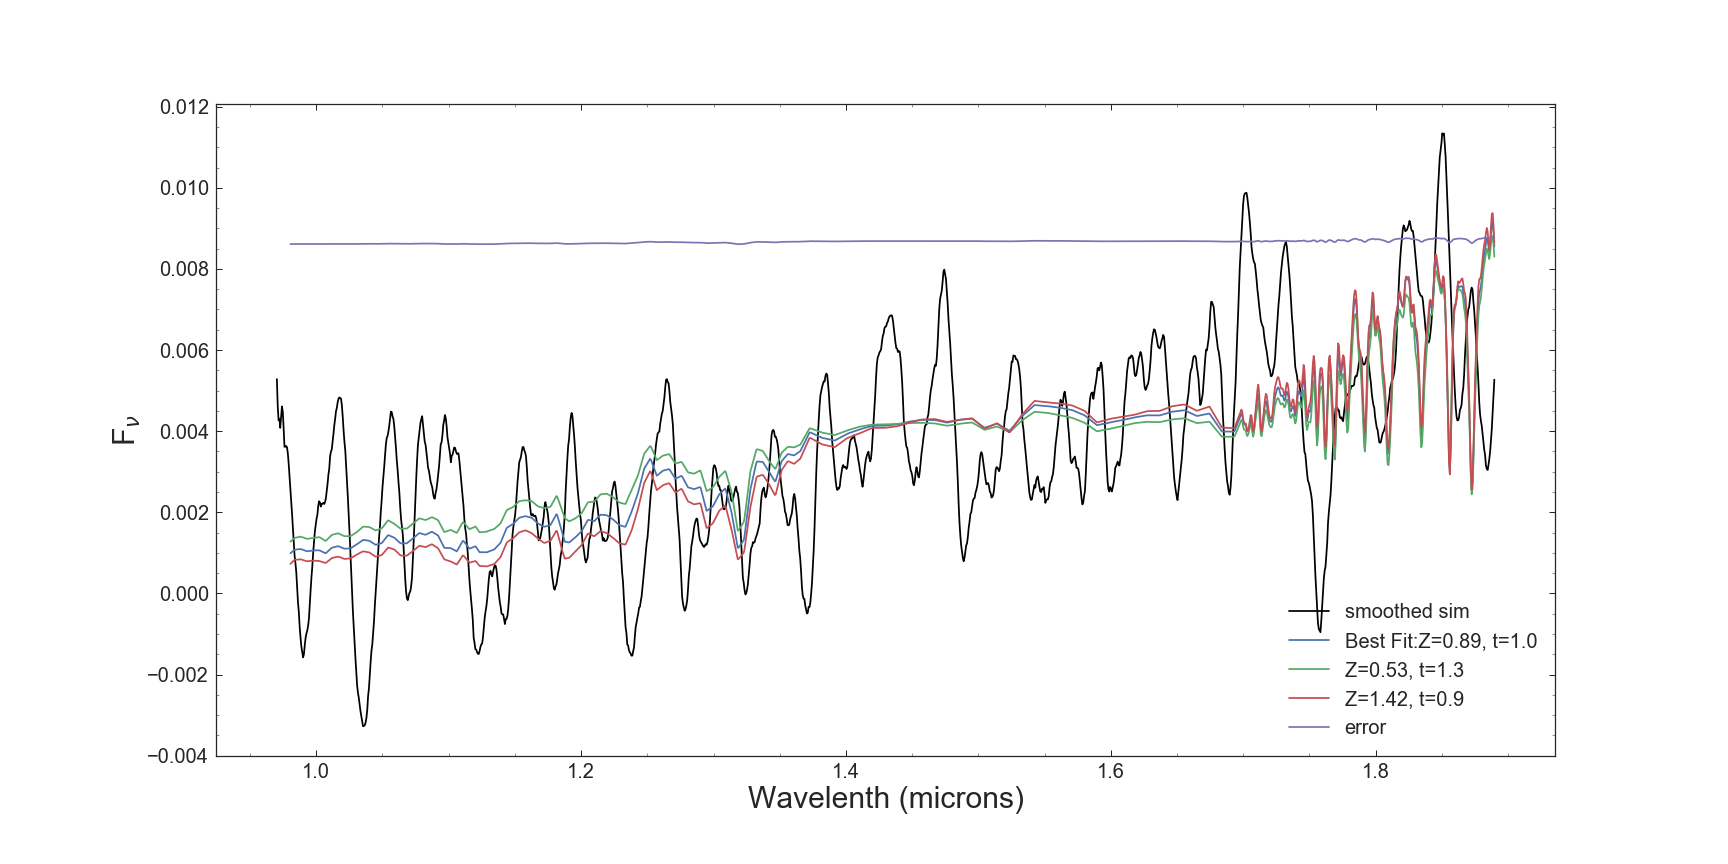 0.012
0.010
0.008
0.006
0.004
0.002
0.000
−0.002
−0.004
Fν
1.0 1.2 1.4 1.6 1.8
Wavelenth (microns)
smoothed sim
Best Fit:Z=0.89, t=1.0
Z=0.53, t=1.3
Z=1.42, t=0.9
error